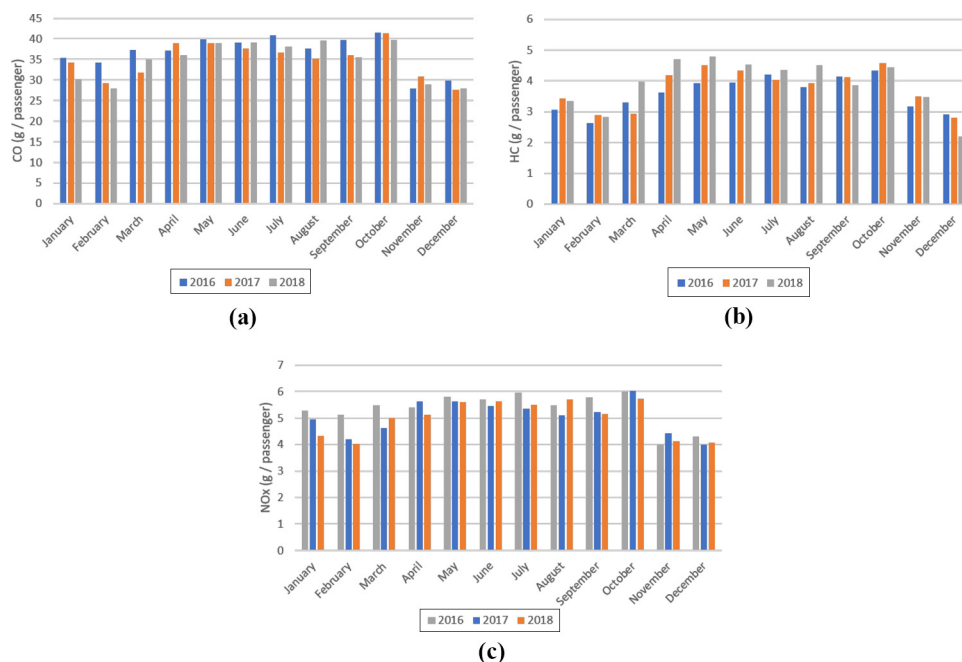 CO (g / passenger)
45
40
35
30
25
20
15
10
5
0
January
February
March
April
May
June
July
August
September
October
November
December
2016 2017 2018
(a)
HC (g / passenger)
6
5
4
3
2
1
0
January
February
March
April
May
June
July
August
September
October
November
December
2016 2017 2018
(b)
NOx (g / passenger)
7
6
5
4
3
2
1
0
January
February
March
April
May
June
July
August
September
October
November
December
2016 2017 2018
(c)